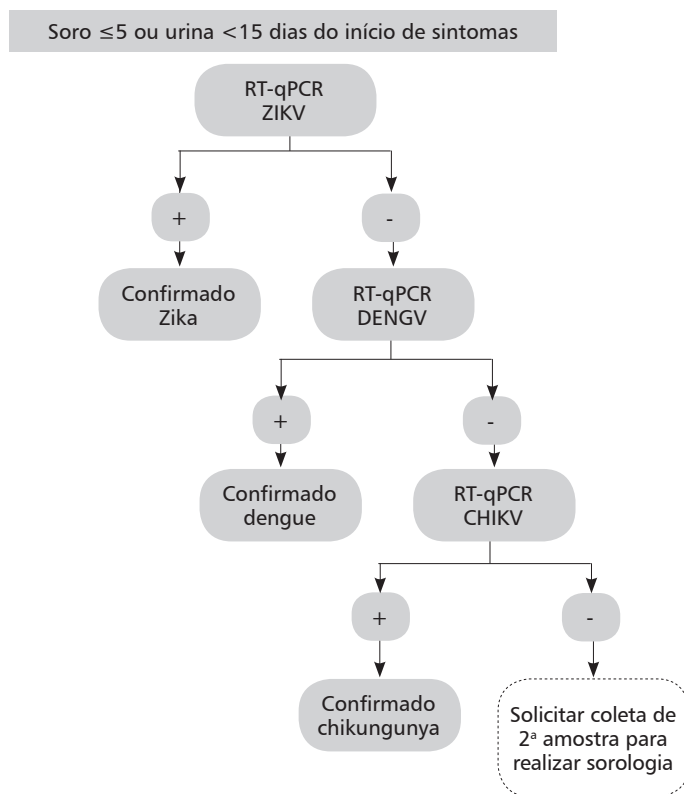 Soro ≤5 ou urina <15 dias do início de sintomas
RT-qPCR
ZIKV
+
-
Confirmado
Zika
RT-qPCR
DENGV
+
-
Confirmado
dengue
RT-qPCR
CHIKV
+
-
Confirmado
chikungunya
Solicitar coleta de
2ª amostra para
realizar sorologia